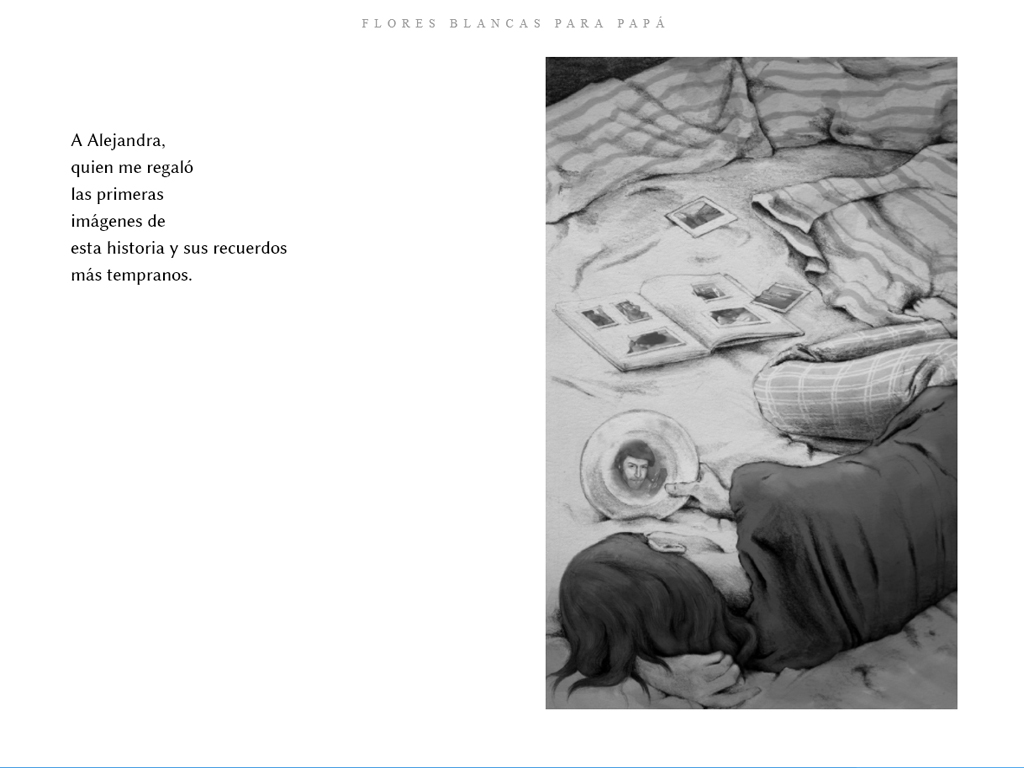 FLORES BLANCAS PARA PAPÁ
A Alejandra,
quien me regaló
las primeras
imágenes de
esta historia y sus recuerdos
más tempranos.